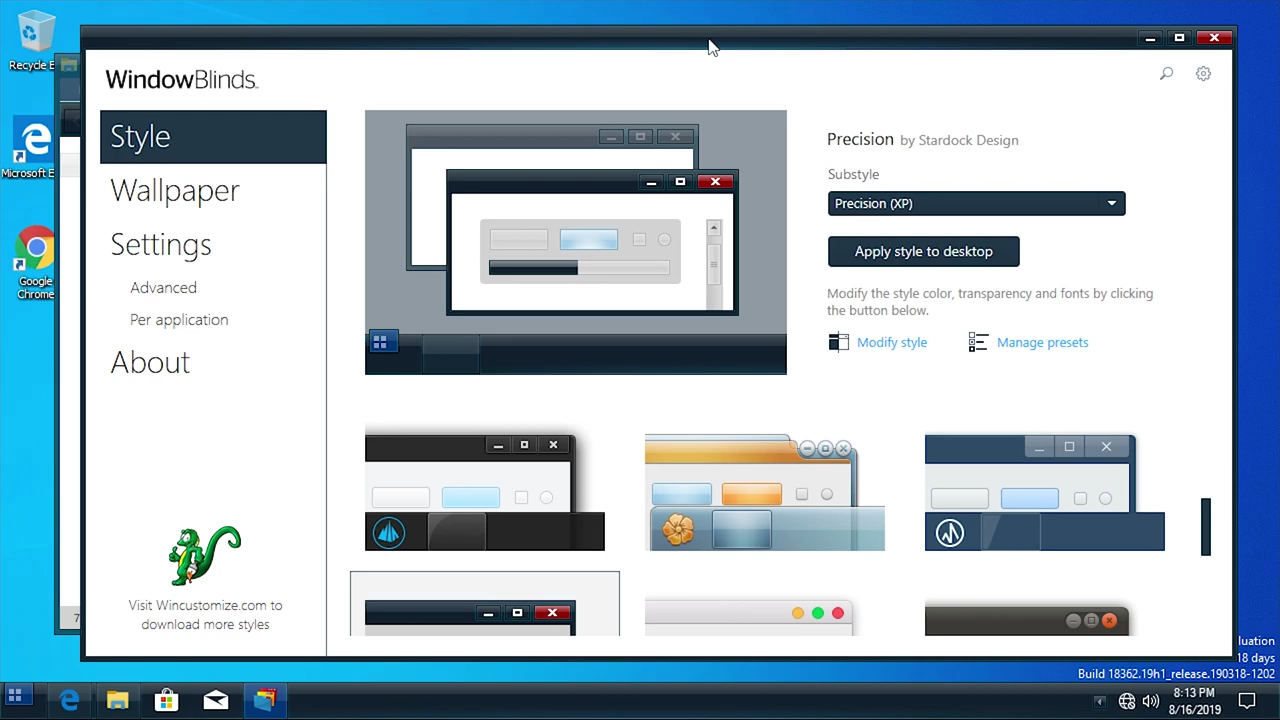 Recycle B
Microsoft E
Google
Chrome
WindowBlinds
Style
Wallpaper
Settings
Advanced
Per application
About
Visit Wincustomize.com to
download more styles
Precision by Stardock Design
Substyle
Precision (XP)
Apply style to desktop
Modify the style color, transparency and fonts by clicking
the button below.
Modify style
Manage presets
7
luation
18 days
Build 18362.19h1_release.190318-1202
8:13 PM
8/16/2019